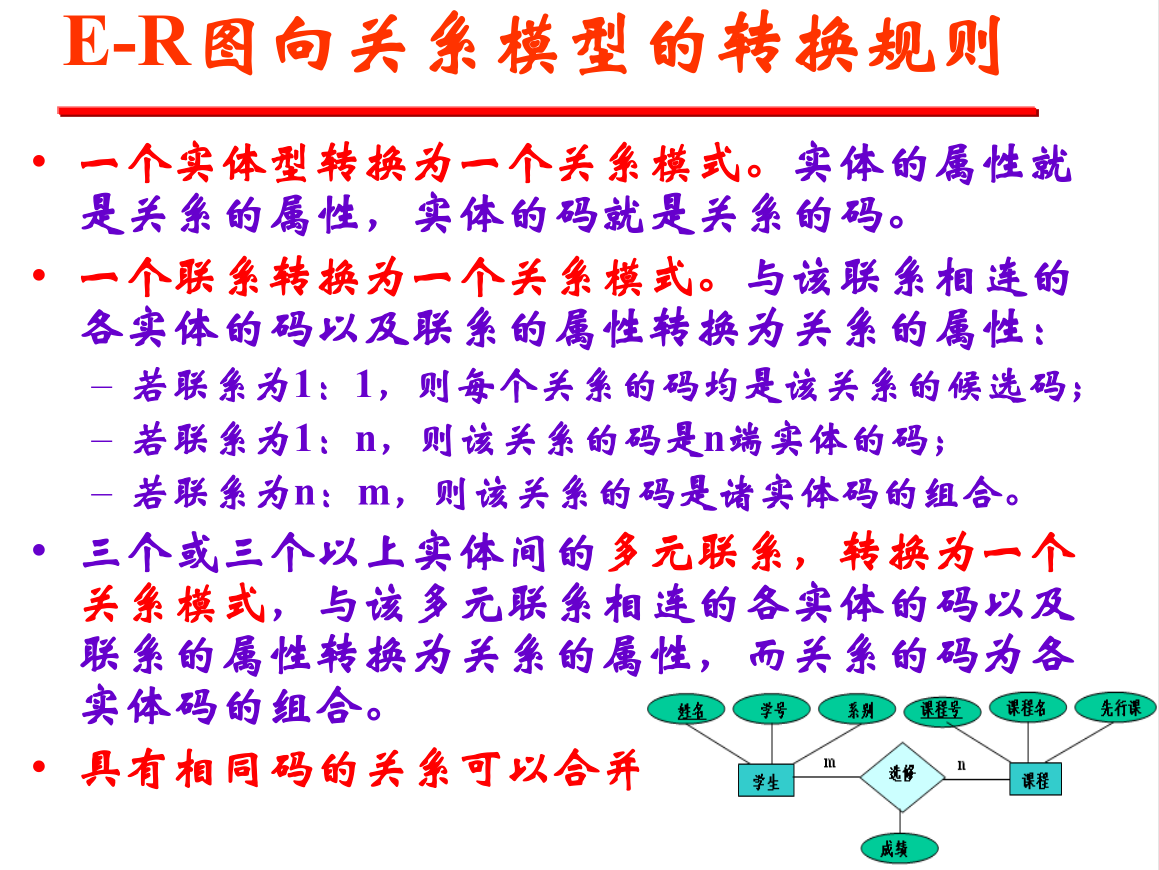 E-R图向关系模型的转换规则
• 一个实体型转换为一个关系模式。实体的属性就
是关系的属性，实体的码就是关系的码。
• 一个联系转换为一个关系模式。与该联系相连的
各实体的码以及联系的属性转换为关系的属性：
– 若联系为1：1，则每个关系的码均是该关系的候选码；
– 若联系为1：n，则该关系的码是n端实体的码；
– 若联系为n：m，则该关系的码是诸实体码的组合。
• 三个或三个以上实体间的多元联系，转换为一个
关系模式，与该多元联系相连的各实体的码以及
联系的属性转换为关系的属性，而关系的码为各
实体码的组合。
• 具有相同码的关系可以合并
姓名 学号 系别 课程号 课程名 先行课
学生 m 选修 n 课程
成绩